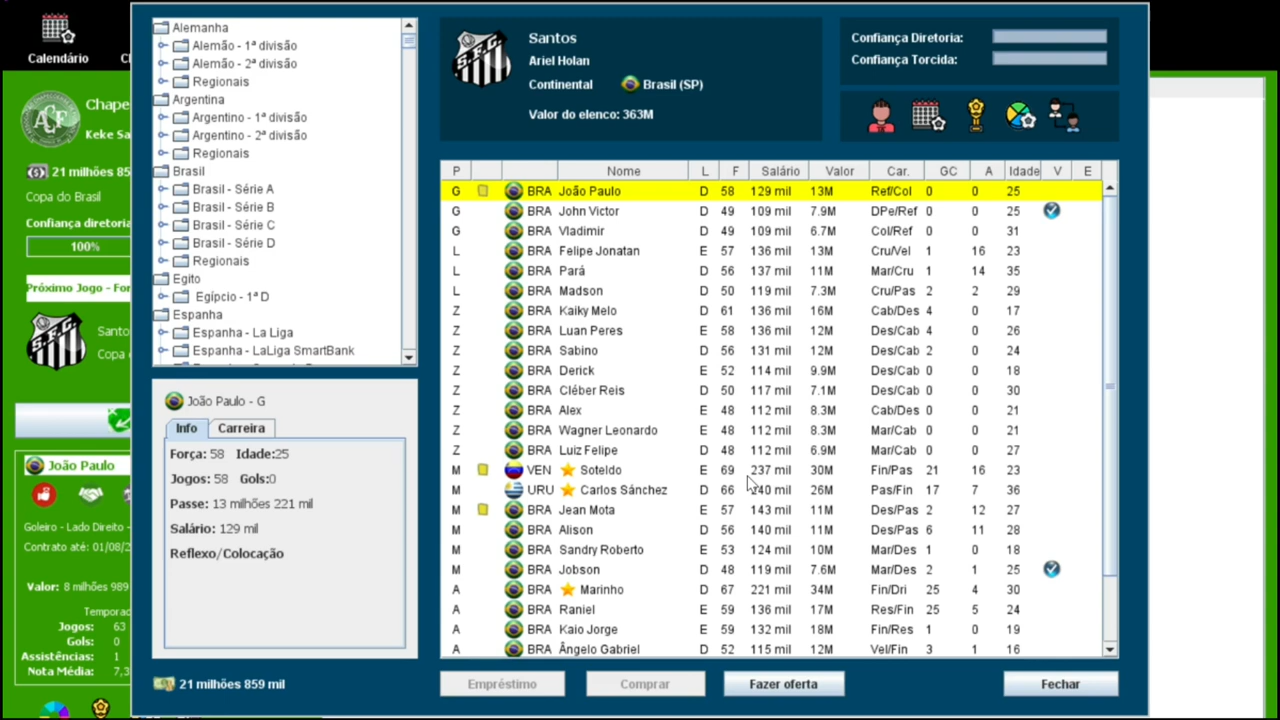 Calendário
Chape
Keke Sa
21 milhões 85
Copa do Brasil
Confiança diretoria
100%
Próximo Jogo - For
Santo
Copa
João Paulo
Goleiro - Lado Direito -
Contrato até: 01/08/2
Valor: 8 milhões 989
Temporad
Jogos: 63
Gols: 0
Assistências: 1
Nota Média: 7,3
Alemanha
Alemão - 1ª divisão
Alemão - 2ª divisão
Regionais
Argentina
Argentino - 1ª divisão
Argentino - 2ª divisão
Regionais
Brasil
Brasil - Série A
Brasil - Série B
Brasil - Série C
Brasil - Série D
Regionais
Egito
Egípcio - 1ª D
Espanha
Espanha - La Liga
Espanha - LaLiga SmartBank
João Paulo - G
Info Carreira
Força: 58 Idade:25
Jogos: 58 Gols:0
Passe: 13 milhões 221 mil
Salário: 129 mil
Reflexo/Colocação
21 milhões 859 mil
Santos
Ariel Holan
Continental Brasil (SP)
Valor do elenco: 363M
Confiança Diretoria:
Confiança Torcida:
P Nome L F Salário Valor Car. GC A Idade V E
G BRA João Paulo D 58 129 mil 13M Ref/Col 0 0 25
G BRA John Victor D 49 109 mil 7.9M DPe/Ref 0 0 25
G BRA Vladimir D 49 109 mil 6.7M Col/Ref 0 0 31
L BRA Felipe Jonatan E 57 136 mil 13M Cru/Vel 1 16 23
L BRA Pará D 56 137 mil 11M Mar/Cru 1 14 35
L BRA Madson D 50 119 mil 7.3M Cru/Pas 2 2 29
Z BRA Kaiky Melo D 61 136 mil 16M Cab/Des 4 0 17
Z BRA Luan Peres E 58 136 mil 12M Des/Cab 4 0 26
Z BRA Sabino D 56 131 mil 12M Des/Cab 2 0 24
Z BRA Derick E 52 114 mil 9.9M Des/Cab 0 0 18
Z BRA Cléber Reis D 50 117 mil 7.1M Des/Cab 0 0 30
Z BRA Alex E 48 112 mil 8.3M Cab/Des 0 0 21
Z BRA Wagner Leonardo E 48 112 mil 8.3M Mar/Cab 0 0 21
Z BRA Luiz Felipe D 48 112 mil 6.9M Mar/Cab 0 0 27
M VEN Soteldo E 69 237 mil 30M Fin/Pas 21 16 23
M URU Carlos Sánchez D 66 240 mil 26M Pas/Fin 17 7 36
M BRA Jean Mota E 57 143 mil 11M Des/Pas 2 12 27
M BRA Alison D 56 140 mil 11M Des/Pas 6 11 28
M BRA Sandry Roberto E 53 124 mil 10M Mar/Des 1 0 18
M BRA Jobson D 48 119 mil 7.6M Mar/Des 2 1 25
A BRA Marinho D 67 221 mil 34M Fin/Dri 25 4 30
A BRA Raniel E 59 136 mil 17M Res/Fin 25 5 24
A BRA Kaio Jorge E 59 132 mil 18M Fin/Res 1 0 19
A BRA Ângelo Gabriel D 52 115 mil 12M Vel/Fin 3 1 16
Empréstimo Comprar Fazer oferta Fechar